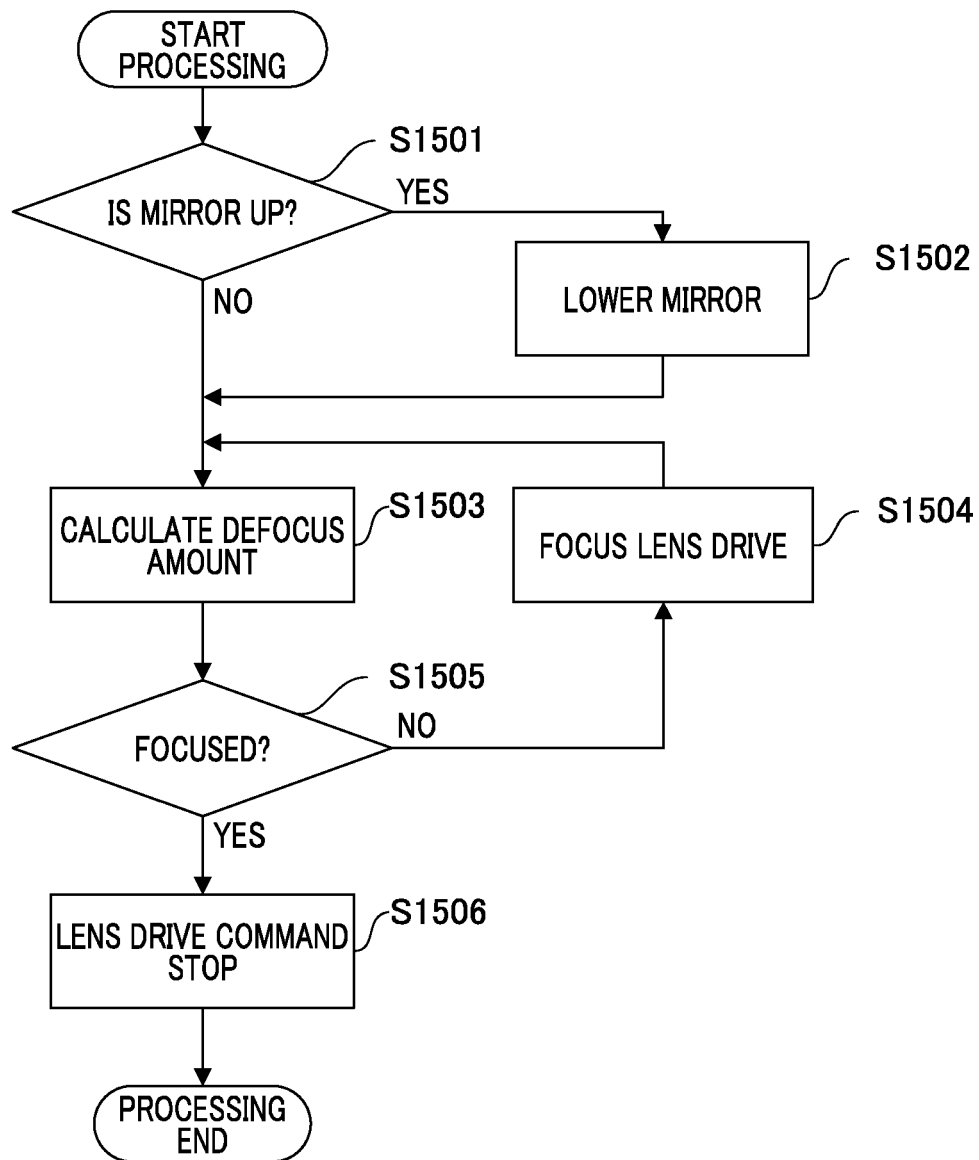 START
PROCESSING
S1501
IS MIRROR UP?
YES
NO
S1502
LOWER MIRROR
S1503
CALCULATE DEFOCUS
AMOUNT
S1504
FOCUS LENS DRIVE
S1505
FOCUSED?
NO
YES
S1506
LENS DRIVE COMMAND
STOP
PROCESSING
END